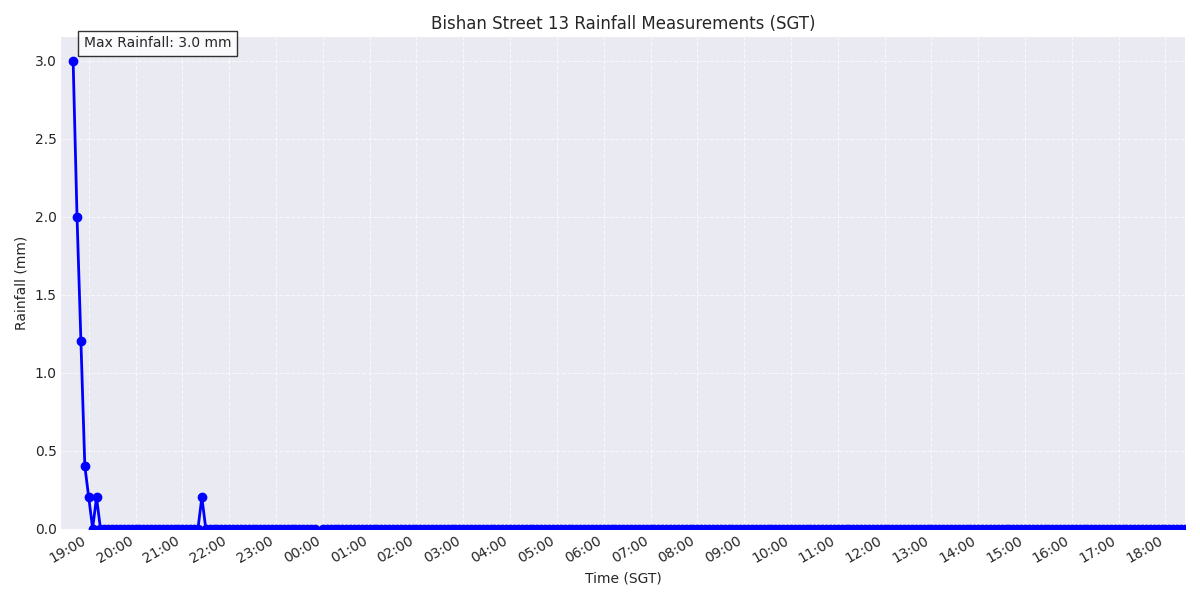 Bishan Street 13 Rainfall Measurements (SGT)
Max Rainfall: 3.0 mm
Rainfall (mm)
3.0
2.5
2.0
1.5
1.0
0.5
0.0
19:00 20:00 21:00 22:00 23:00 00:00 01:00 02:00 03:00 04:00 05:00 06:00 07:00 08:00 09:00 10:00 11:00 12:00 13:00 14:00 15:00 16:00 17:00 18:00
Time (SGT)